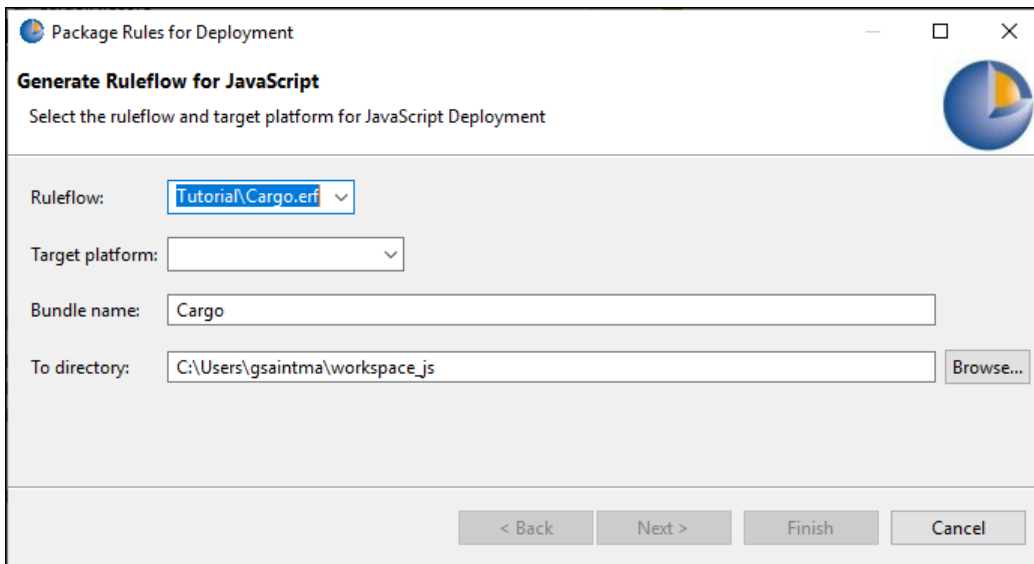 Package Rules for Deployment
Generate Ruleflow for JavaScript
Select the ruleflow and target platform for JavaScript Deployment
Ruleflow: Tutorial\Cargo.erf
Target platform:
Bundle name: Cargo
To directory: C:\Users\gsaintma\workspace_js Browse...
< Back Next > Finish Cancel